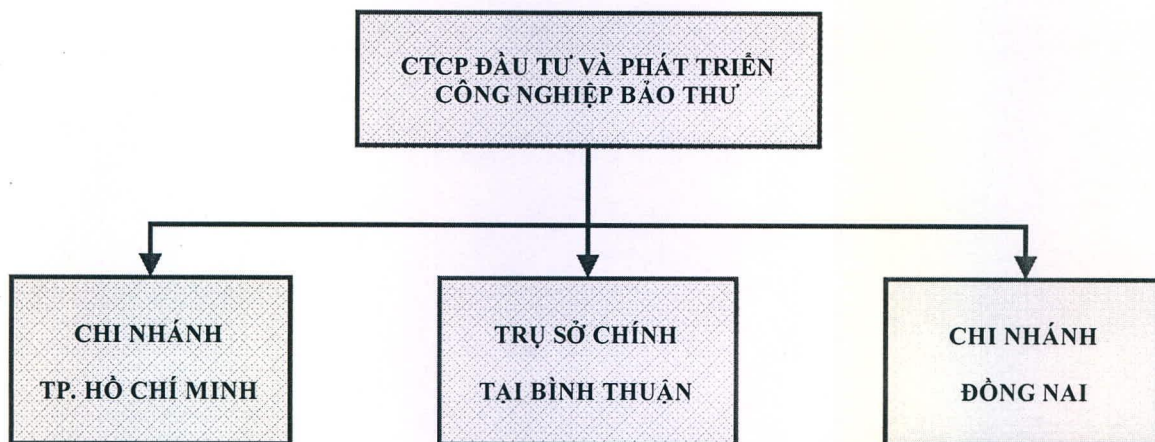 CTCP ĐẦU TƯ VÀ PHÁT TRIỂN
CÔNG NGHIỆP BẢO THƯ
CHI NHÁNH
TP. HỒ CHÍ MINH
TRỤ SỞ CHÍNH
TẠI BÌNH THUẬN
CHI NHÁNH
ĐỒNG NAI